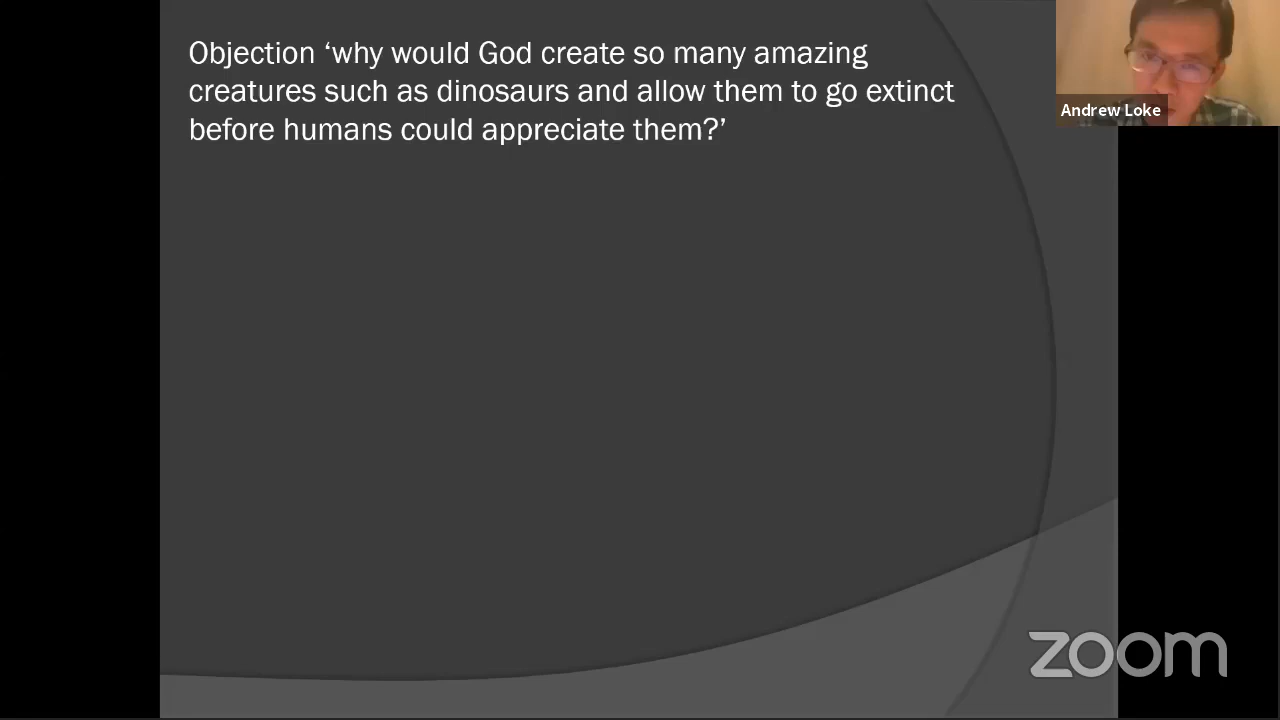 Objection ‘why would God create so many amazing
creatures such as dinosaurs and allow them to go extinct
before humans could appreciate them?’
Andrew Loke
zoom